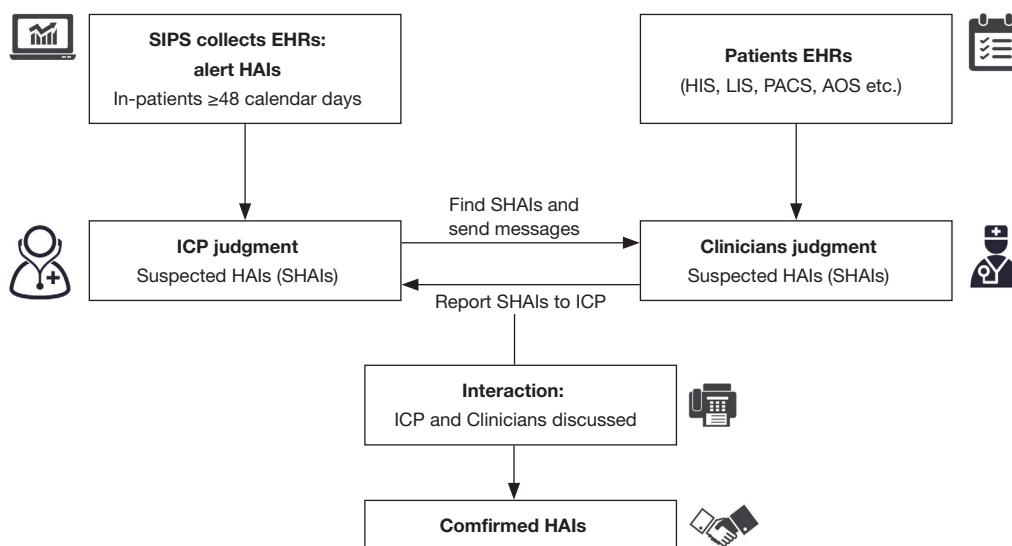 SIPS collects EHRs:
alert HAIs
In-patients ≥48 calendar days
Patients EHRs
(HIS, LIS, PACS, AOS etc.)
Find SHAIs and
send messages
ICP judgment
Suspected HAIs (SHAIs)
Clinicians judgment
Suspected HAIs (SHAIs)
Report SHAIs to ICP
Interaction:
ICP and Clinicians discussed
Comfirmed HAIs